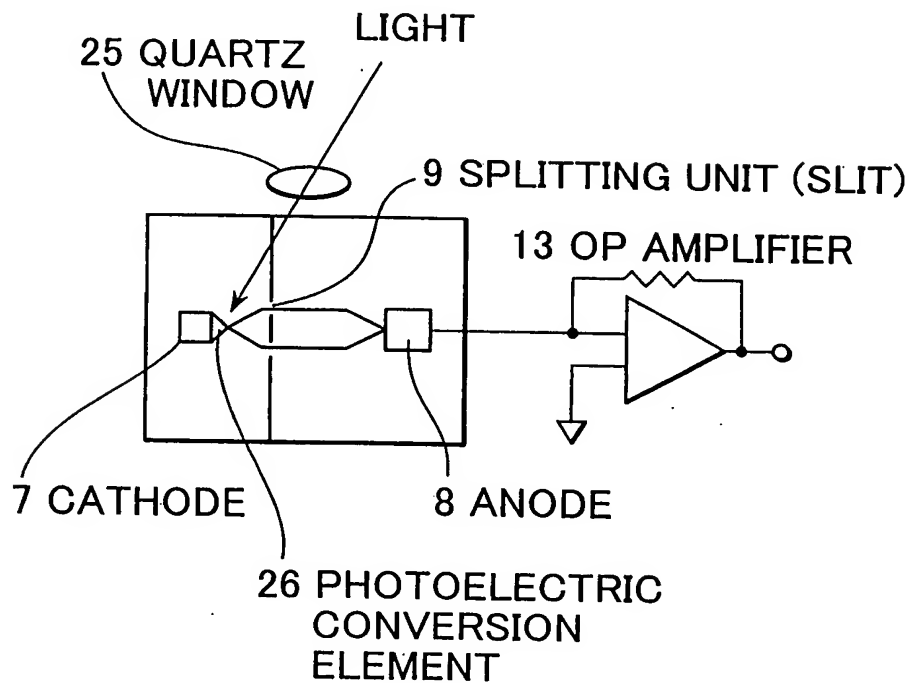 LIGHT
25 QUARTZ
WINDOW
9 SPLITTING UNIT (SLIT)
13 OP AMPLIFIER
7 CATHODE
8 ANODE
26 PHOTOELECTRIC
CONVERSION
ELEMENT